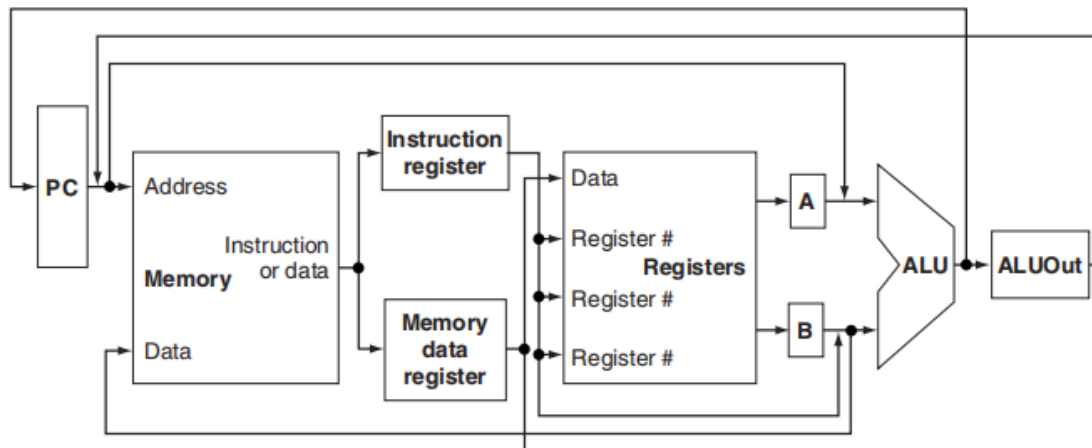 PC
Address
Instruction
or data
Memory
Data
Instruction
register
Memory
data
register
Data
Register #
Registers
Register #
Register #
A
B
ALU
ALUOut